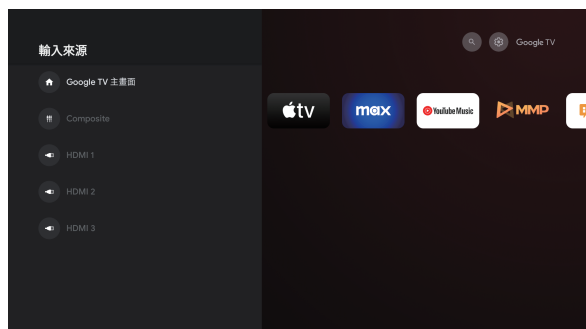 輸入來源
Google TV 主畫面
Composite
HDMI 1
HDMI 2
HDMI 3
Google TV
tv
max
YouTube Music
MMP